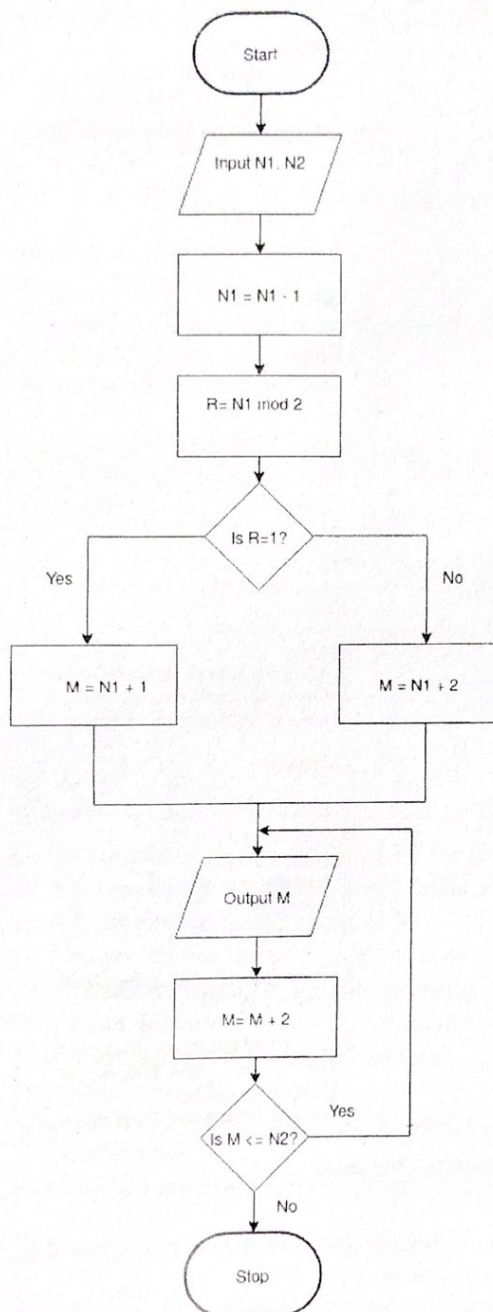 Start
Input N1, N2
N1 = N1 - 1
R= N1 mod 2
Is R=1?
Yes
No
M = N1 + 1
M = N1 + 2
Output M
M= M + 2
Yes
Is M <= N2?
No
Stop